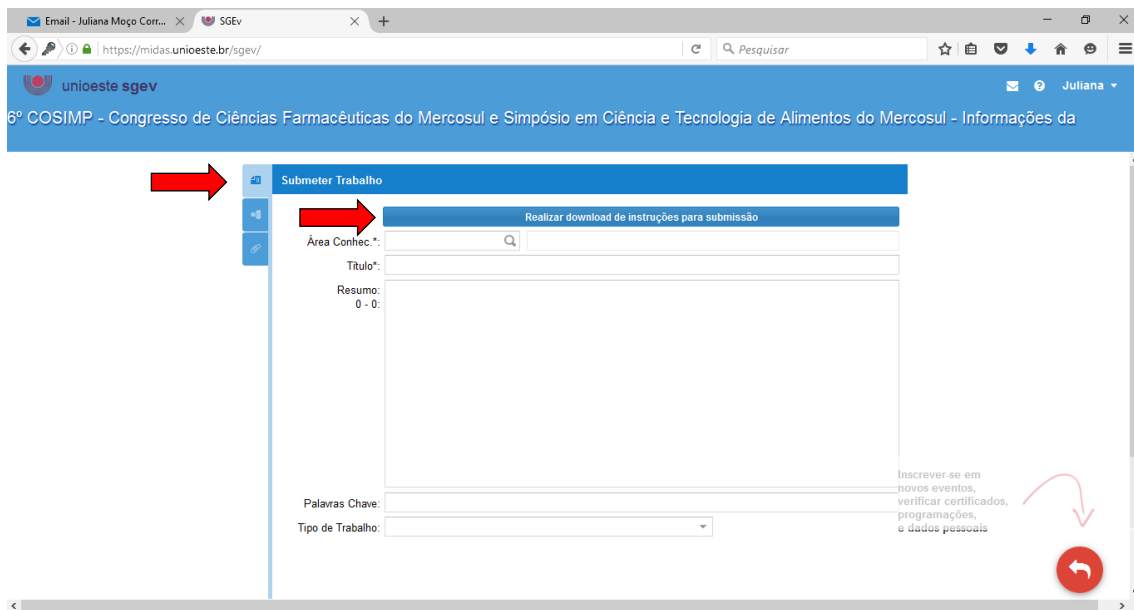 Email - Juliana Moço Corr...
SGEv
https://midas.unioeste.br/sgev/
Pesquisar
unioeste sgev
Juliana
6º COSIMP - Congresso de Ciências Farmacêuticas do Mercosul e Simpósio em Ciência e Tecnologia de Alimentos do Mercosul - Informações da
Submeter Trabalho
Realizar download de instruções para submissão
Área Conhec.*:
Título*:
Resumo:
0 - 0:
Inscrever-se em
novos eventos,
verificar certificados,
programações,
e dados pessoais
Palavras Chave:
Tipo de Trabalho: